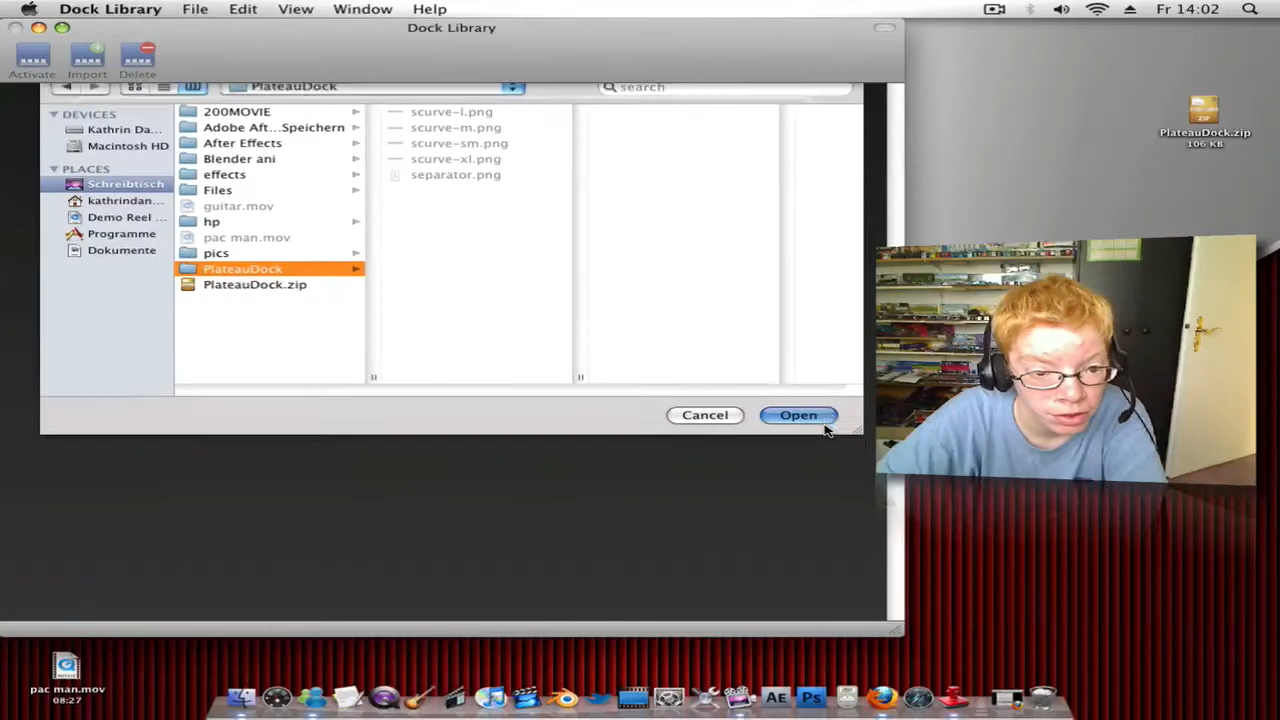 Dock Library File Edit View Window Help Fr 14:02
Dock Library
Activate Import Delete
PlateauDock search
DEVICES
Kathrin Da...
Macintosh HD
PLACES
Schreibtisch
kathrindan...
Demo Reel ...
Programme
Dokumente
200MOVIE
Adobe Aft...Speichern
After Effects
Blender ani
effects
Files
guitar.mov
hp
pac man.mov
pics
PlateauDock
PlateauDock.zip
scurve-l.png
scurve-m.png
scurve-sm.png
scurve-xl.png
separator.png
Cancel Open
ZIP
PlateauDock.zip
106 KB
pac man.mov
08:27
AE Ps